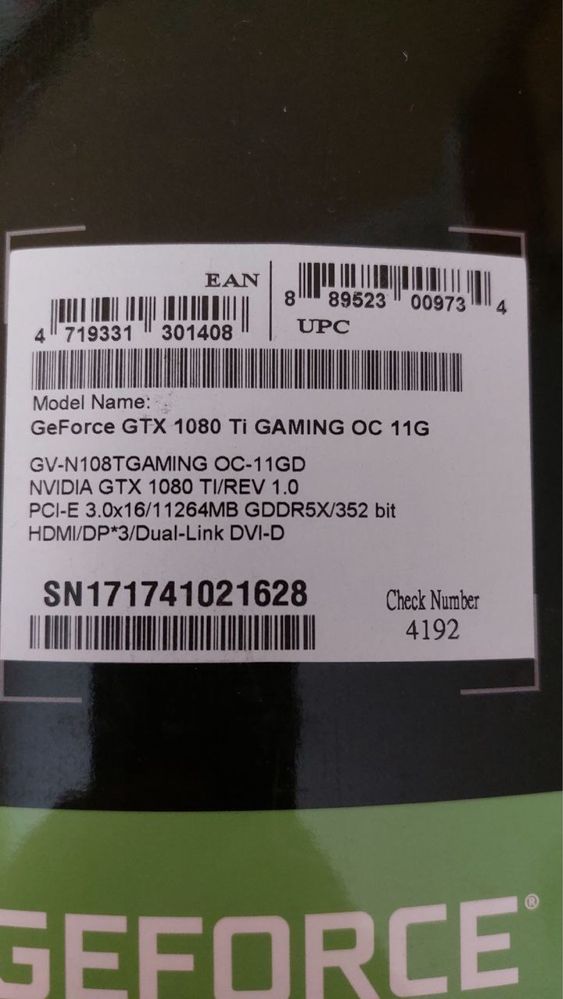 EAN
4 719331 301408
8 89523 00973 4
UPC
Model Name:
GeForce GTX 1080 Ti GAMING OC 11G
GV-N108TGAMING OC-11GD
NVIDIA GTX 1080 TI/REV 1.0
PCI-E 3.0x16/11264MB GDDR5X/352 bit
HDMI/DP*3/Dual-Link DVI-D
SN171741021628
Check Number
4192
GEFORCE®